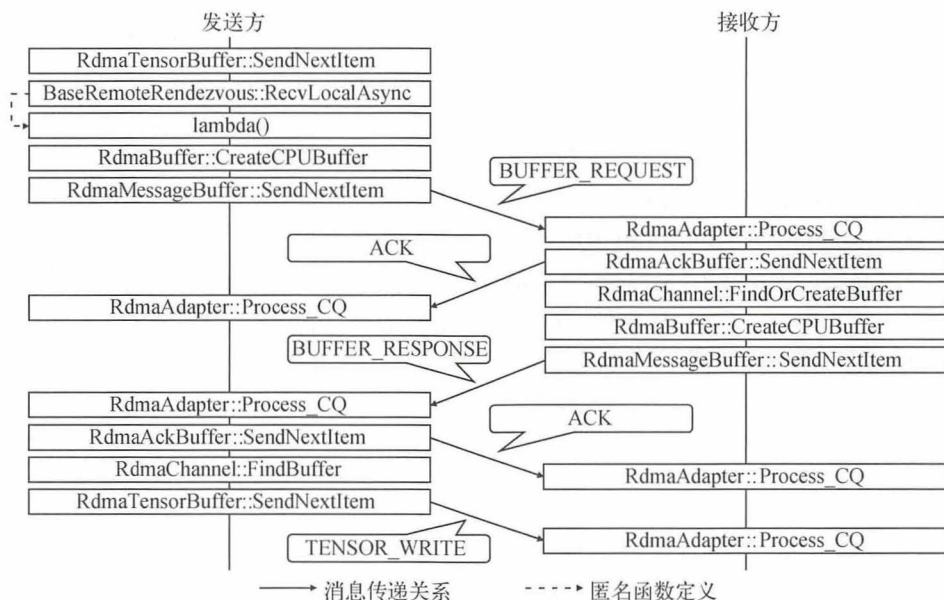 发送方
接收方
RdmaTensorBuffer::SendNextItem
BaseRemoteRendezvous::RecvLocalAsync
lambda()
RdmaBuffer::CreateCPUBuffer
RdmaMessageBuffer::SendNextItem
BUFFER_REQUEST
RdmaAdapter::Process_CQ
ACK
RdmaAckBuffer::SendNextItem
RdmaAdapter::Process_CQ
RdmaChannel::FindOrCreateBuffer
RdmaBuffer::CreateCPUBuffer
BUFFER_RESPONSE
RdmaMessageBuffer::SendNextItem
RdmaAdapter::Process_CQ
ACK
RdmaAckBuffer::SendNextItem
RdmaChannel::FindBuffer
RdmaAdapter::Process_CQ
RdmaTensorBuffer::SendNextItem
TENSOR_WRITE
RdmaAdapter::Process_CQ
消息传递关系
匿名函数定义